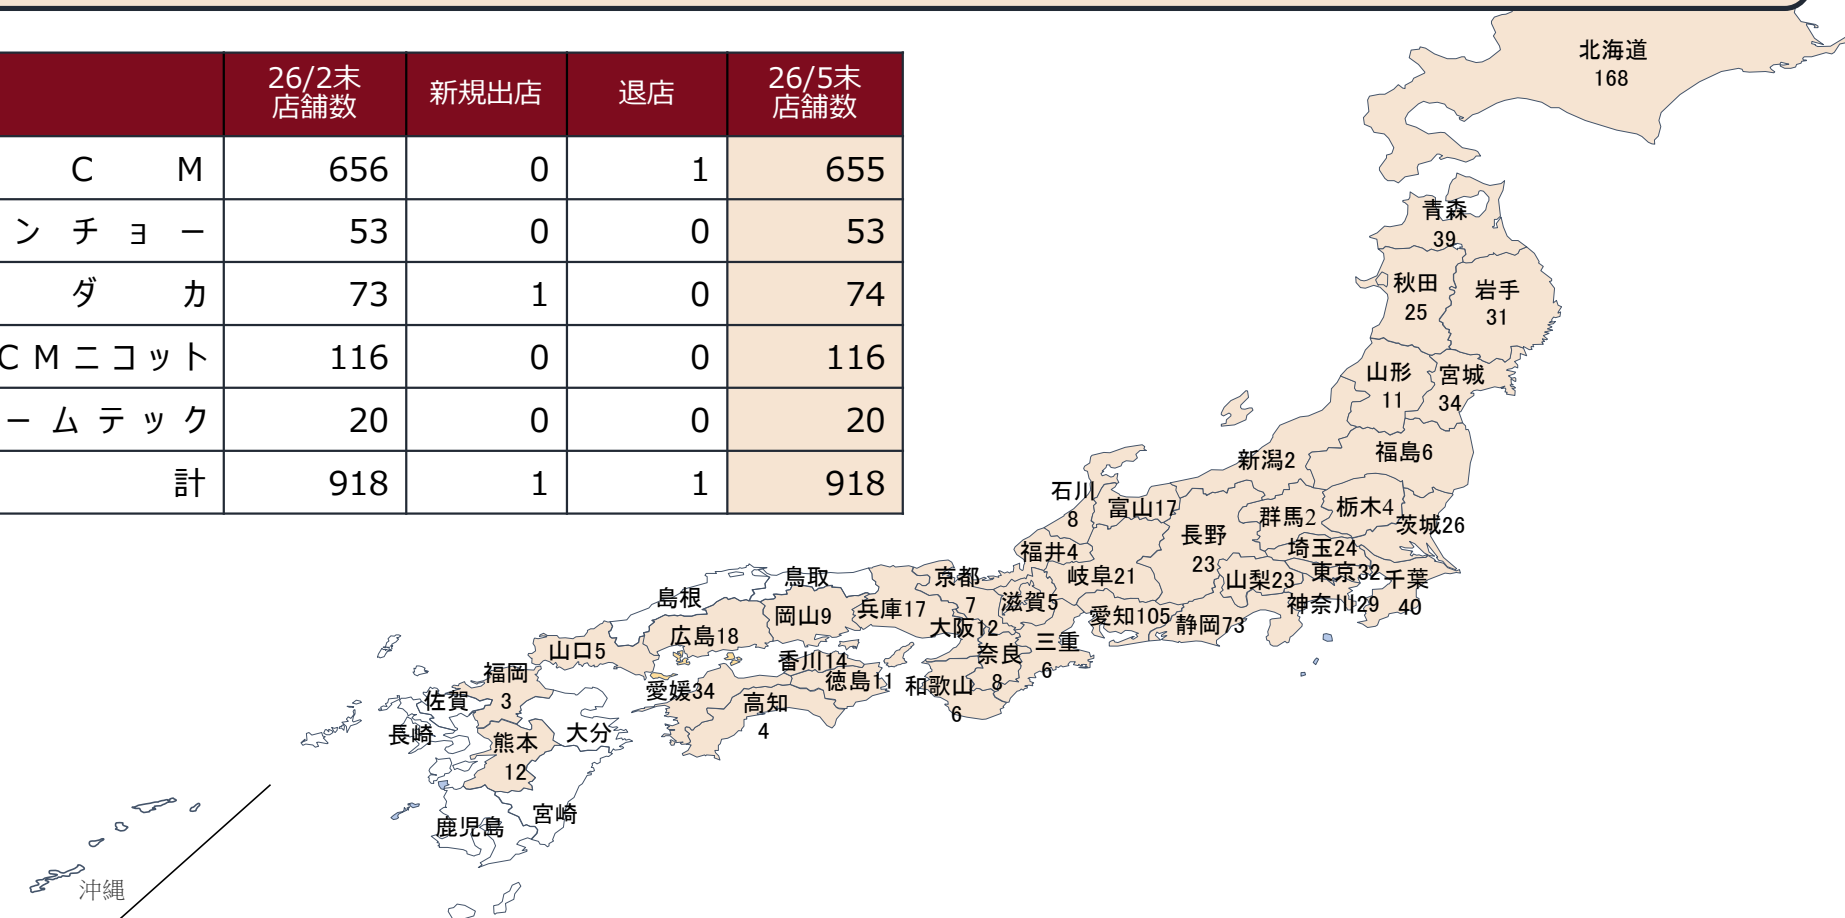 26/2末
店舗数
新規出店
退店
26/5末
店舗数
C M 656 0 1 655
ンチョー 53 0 0 53
ダカ 73 1 0 74
CMニコット 116 0 0 116
ームテック 20 0 0 20
計 918 1 1 918
北海道
168
青森
39
秋田
25
岩手
31
山形
11
宮城
34
新潟2
福島6
石川
8
富山17
長野
23
群馬2
栃木4
茨城26
福井4
岐阜21
埼玉24
山梨23
東京32
千葉
40
神奈川29
鳥取
島根
京都
7
滋賀5
愛知105
静岡73
岡山9
兵庫17
広島18
大阪12
三重
6
山口5
香川14
奈良
8
福岡
3
愛媛34
徳島11
和歌山
6
高知
4
佐賀
長崎
大分
熊本
12
宮崎
鹿児島
沖縄